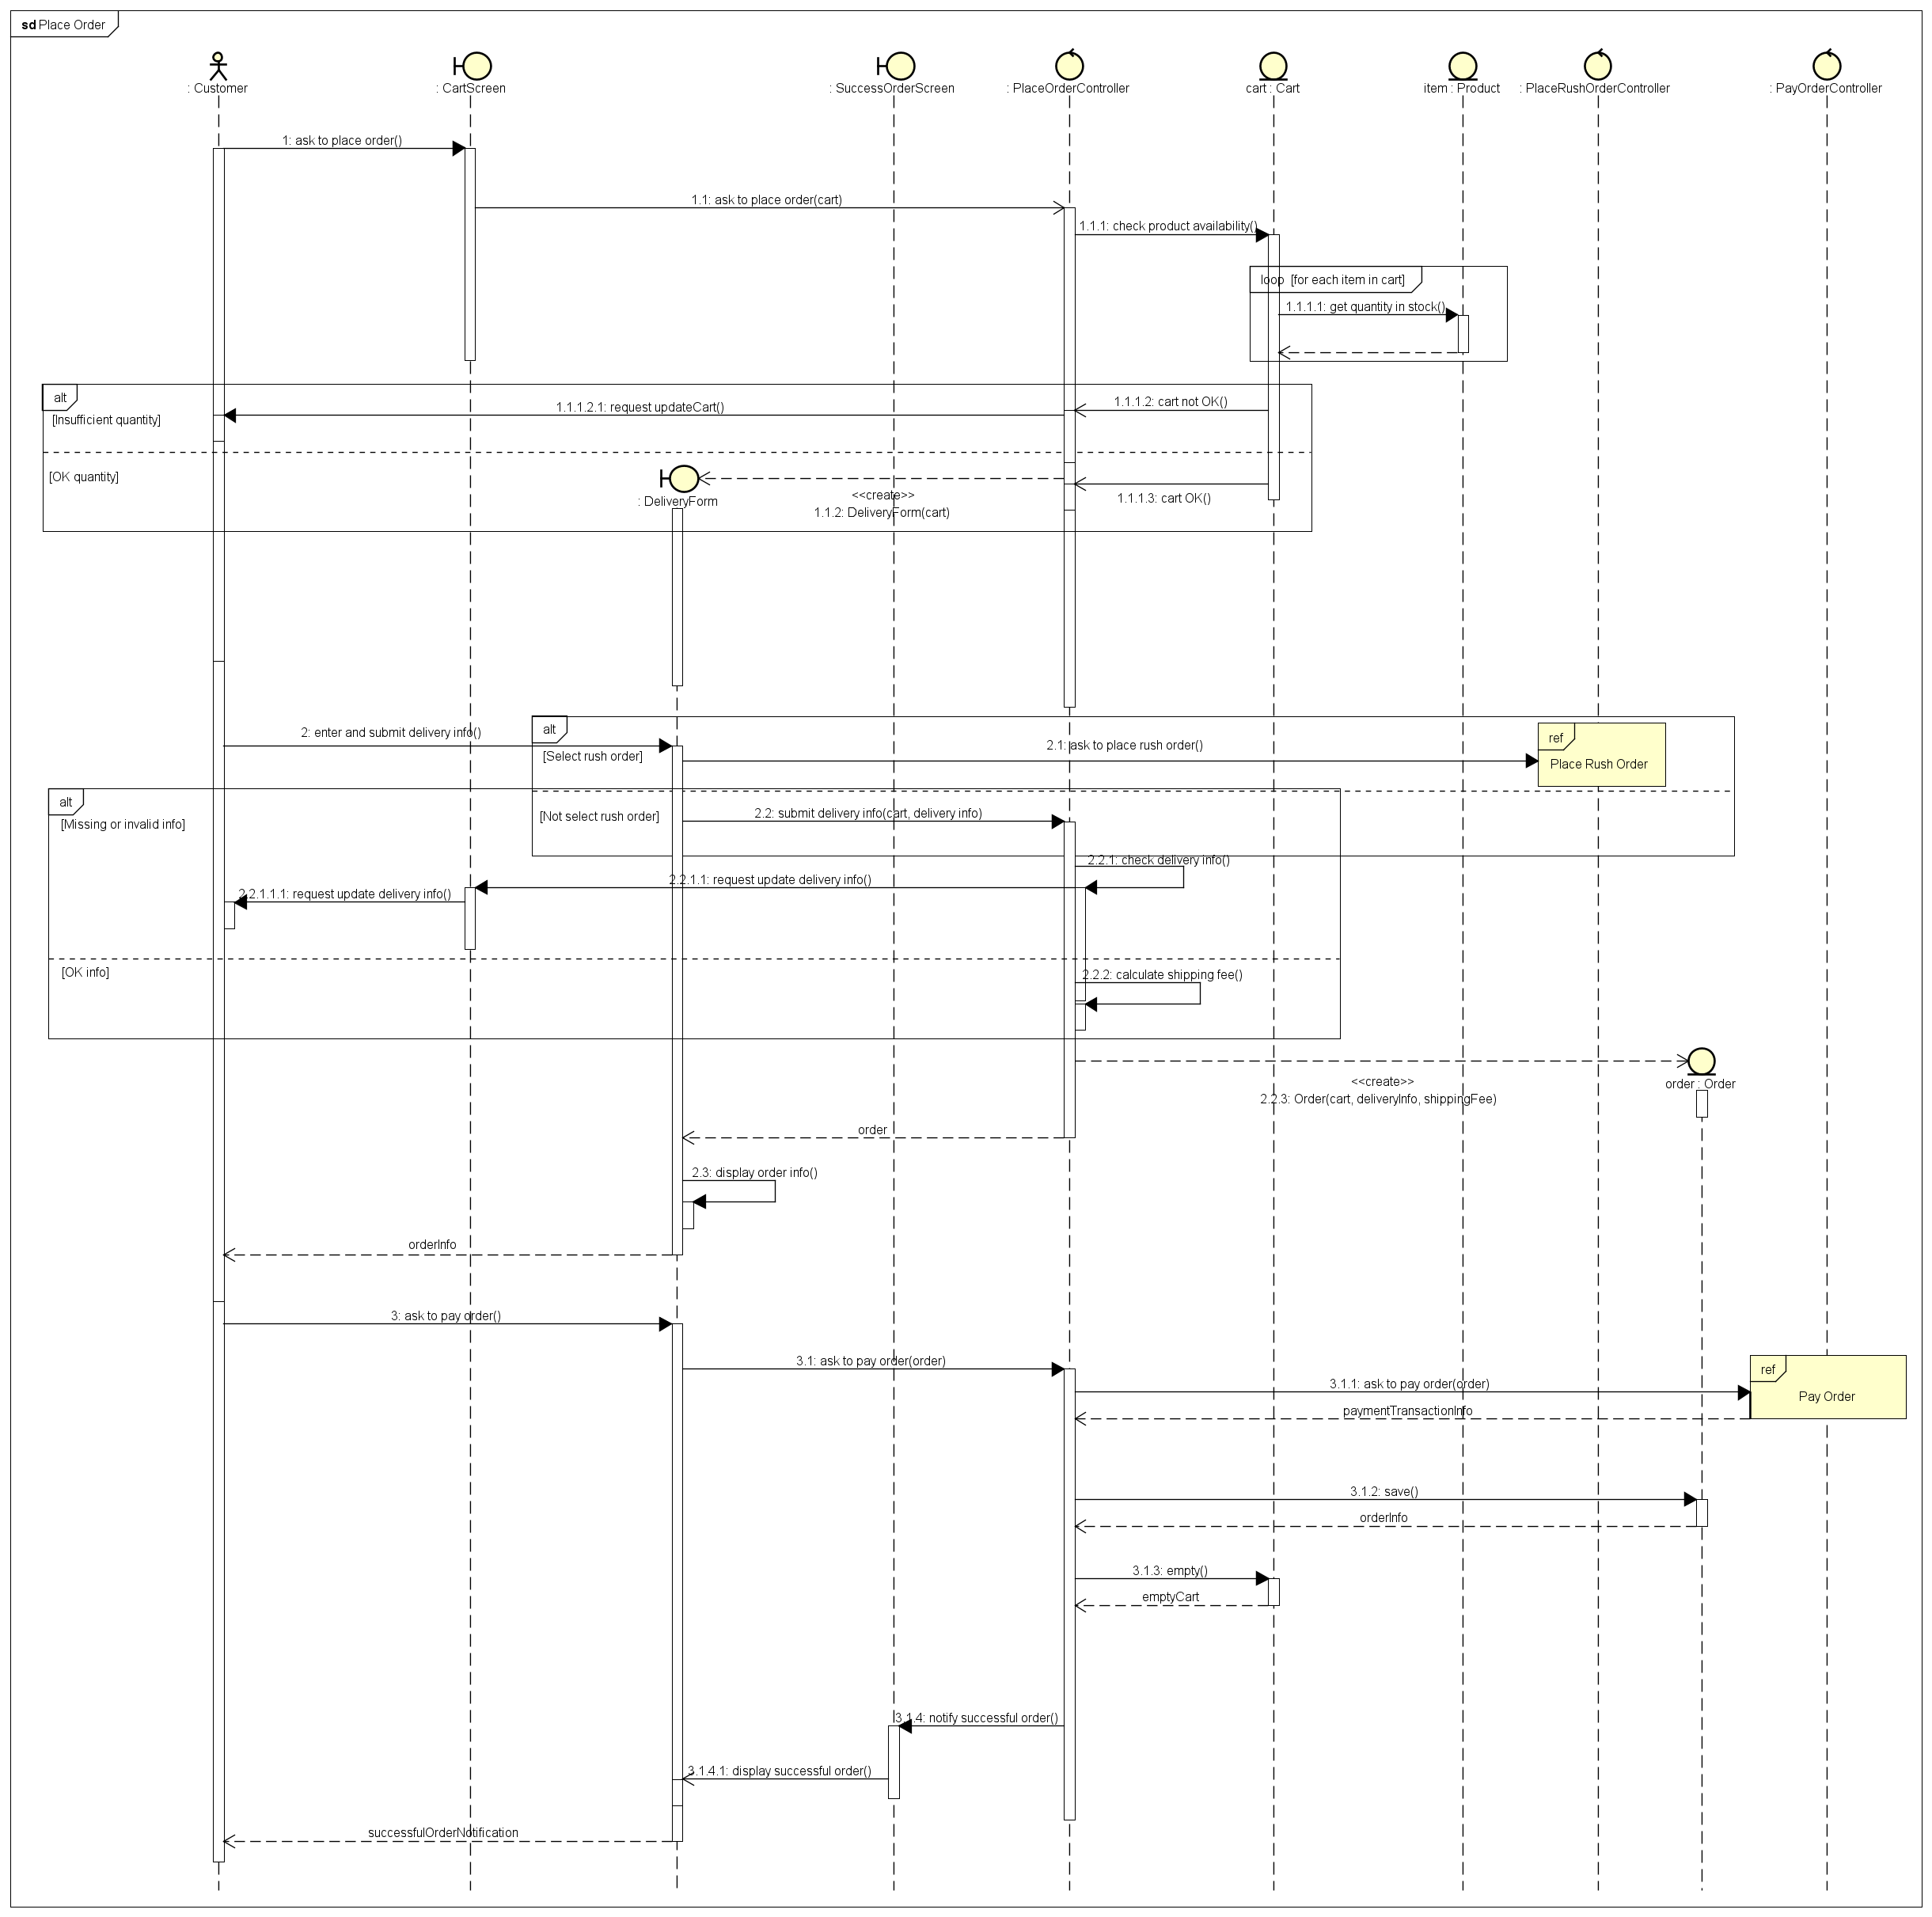 sd Place Order
: Customer
: CartScreen
: SuccessOrderScreen
: PlaceOrderController
cart : Cart
item : Product
: PlaceRushOrderController
: PayOrderController
1: ask to place order()
1.1: ask to place order(cart)
1.1.1: check product availability()
loop [for each item in cart]
1.1.1.1: get quantity in stock()
alt
[Insufficient quantity]
1.1.1.2.1: request updateCart()
1.1.1.2: cart not OK()
[OK quantity]
: DeliveryForm
<<create>>
1.1.2: DeliveryForm(cart)
1.1.1.3: cart OK()
2: enter and submit delivery info()
alt
[Select rush order]
2.1: ask to place rush order()
ref
Place Rush Order
alt
[Missing or invalid info]
[Not select rush order]
2.2: submit delivery info(cart, delivery info)
2.2.1: check delivery info()
2.2.1.1: request update delivery info()
2.2.1.1.1: request update delivery info()
[OK info]
2.2.2: calculate shipping fee()
order : Order
<<create>>
2.2.3: Order(cart, deliveryInfo, shippingFee)
order
2.3: display order info()
orderInfo
3: ask to pay order()
3.1: ask to pay order(order)
ref
Pay Order
3.1.1: ask to pay order(order)
paymentTransactionInfo
3.1.2: save()
orderInfo
3.1.3: empty()
emptyCart
3.1.4: notify successful order()
3.1.4.1: display successful order()
successfulOrderNotification